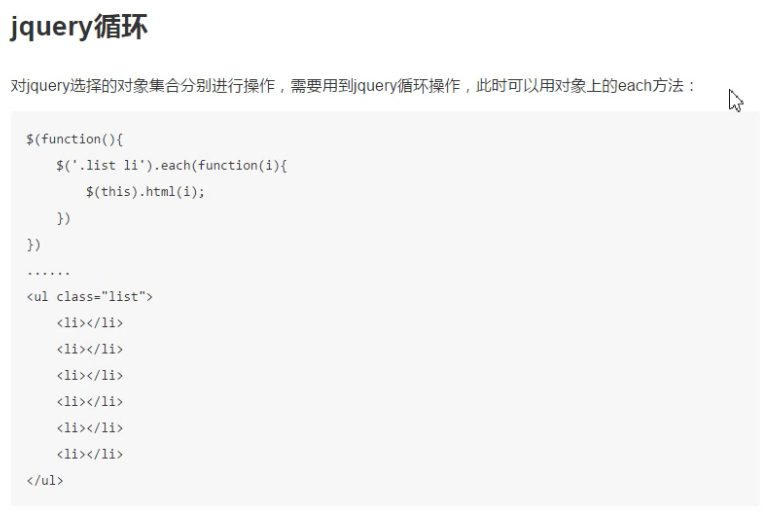 jquery循环
对jquery选择的对象集合分别进行操作，需要用到jquery循环操作，此时可以用对象上的each方法：
$(function(){
    $('.list li').each(function(i){
        $(this).html(i);
    })
})
......
<ul class="list">
    <li></li>
    <li></li>
    <li></li>
    <li></li>
    <li></li>
    <li></li>
</ul>